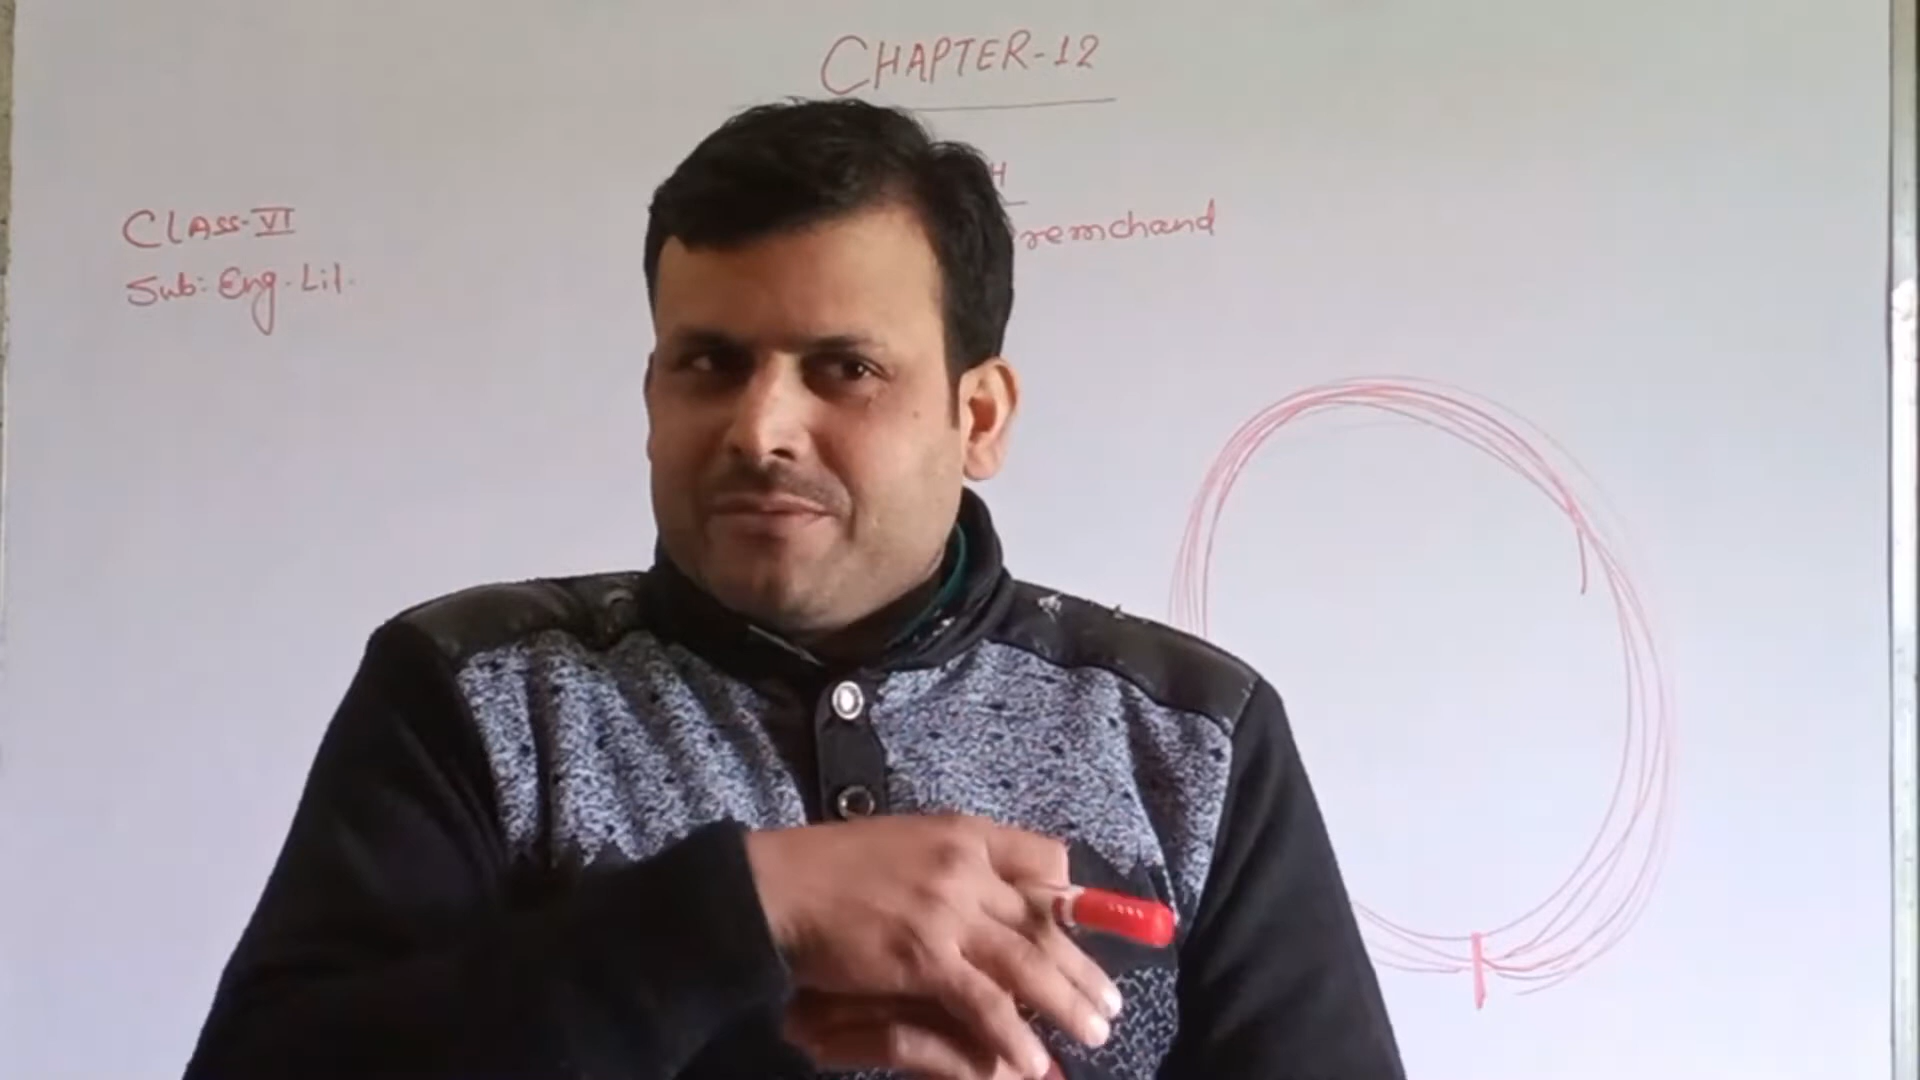 CHAPTER-12
H
remchand
Class-VI
Sub: Eng. Lit.